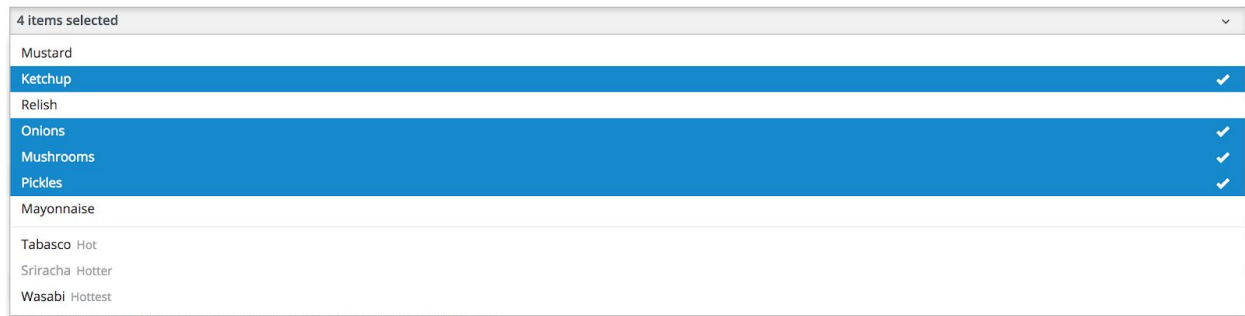 4 items selected
Mustard
Ketchup
Relish
Onions
Mushrooms
Pickles
Mayonnaise
Tabasco Hot
Sriracha Hotter
Wasabi Hottest